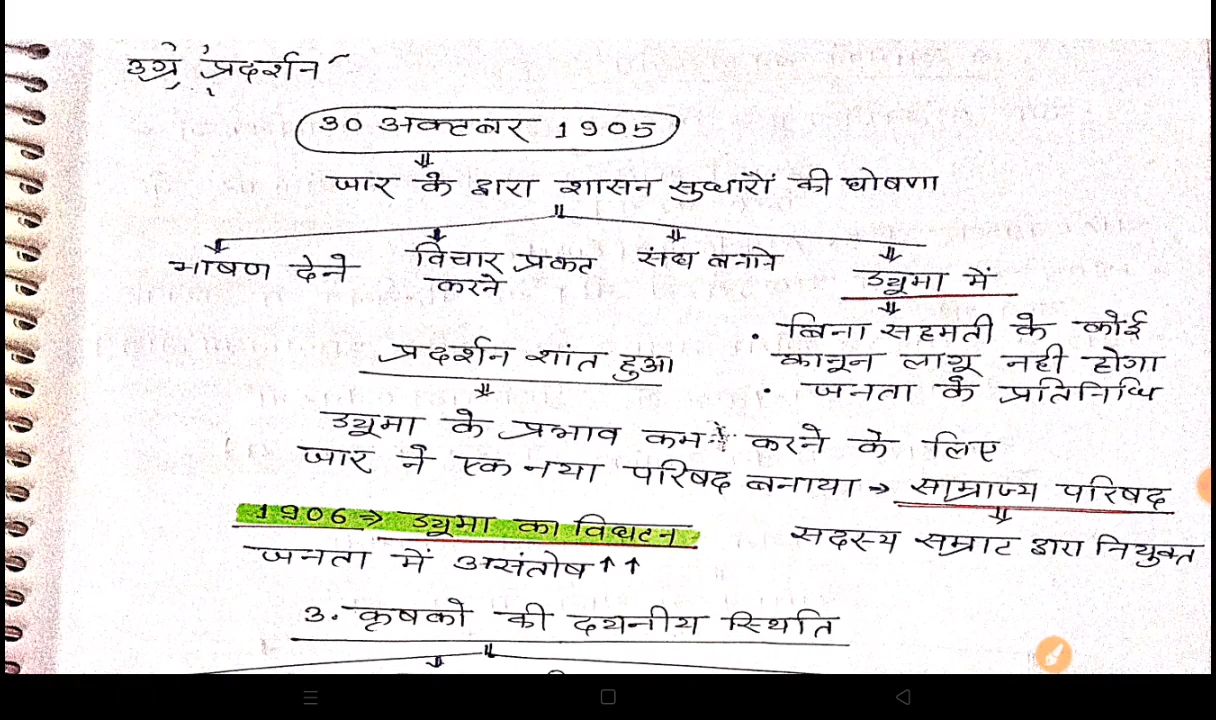 उग्र प्रदर्शन
30 अक्टूबर 1905
जार के द्वारा शासन सुधारों की घोषणा
भाषण देने
विचार प्रकट
करने
संघ बनाने
ड्यूमा में
• बिना सहमती के कोई
कानून लागू नही होगा
• जनता के प्रतिनिधि
प्रदर्शन शांत हुआ
ड्यूमा के प्रभाव कम करने के लिए
जार ने एक नया परिषद बनाया → साम्राज्य परिषद
सदस्य सम्राट द्वारा नियुक्त
1906 ⇒ ड्यूमा का विघटन
जनता में असंतोष ↑↑
3. कृषको की दयनीय स्थिति